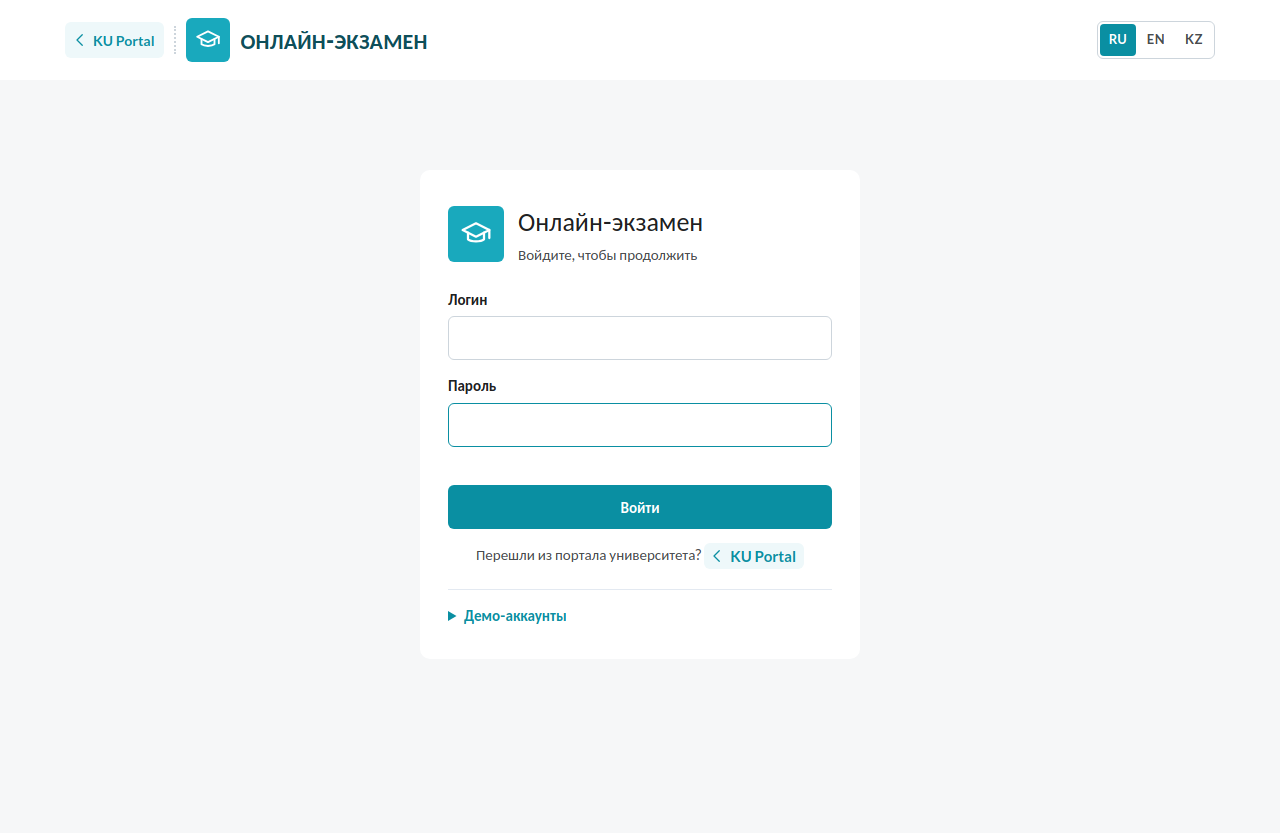 KU Portal
ОНЛАЙН-ЭКЗАМЕН
RU EN KZ
Онлайн-экзамен
Войдите, чтобы продолжить
Логин
Пароль
Войти
Перешли из портала университета? KU Portal
Демо-аккаунты